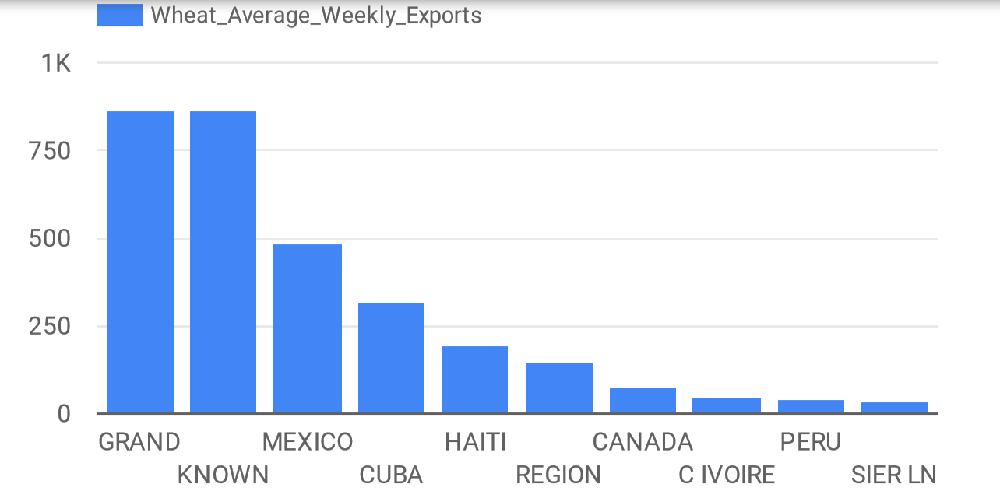 Wheat_Average_Weekly_Exports
1K
750
500
250
0
GRAND MEXICO HAITI CANADA PERU
KNOWN CUBA REGION C IVOIRE SIER LN